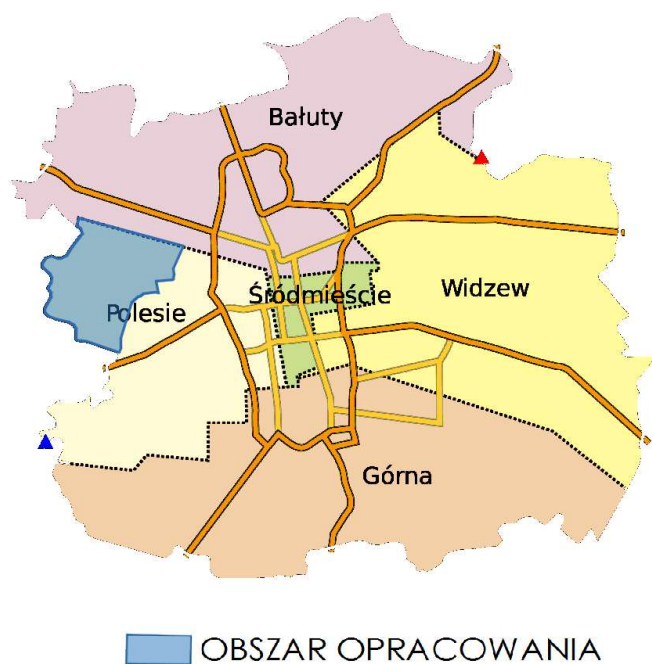 Bałuty
Śródmieście
Widzew
Polesie
Górna
OBSZAR OPRACOWANIA